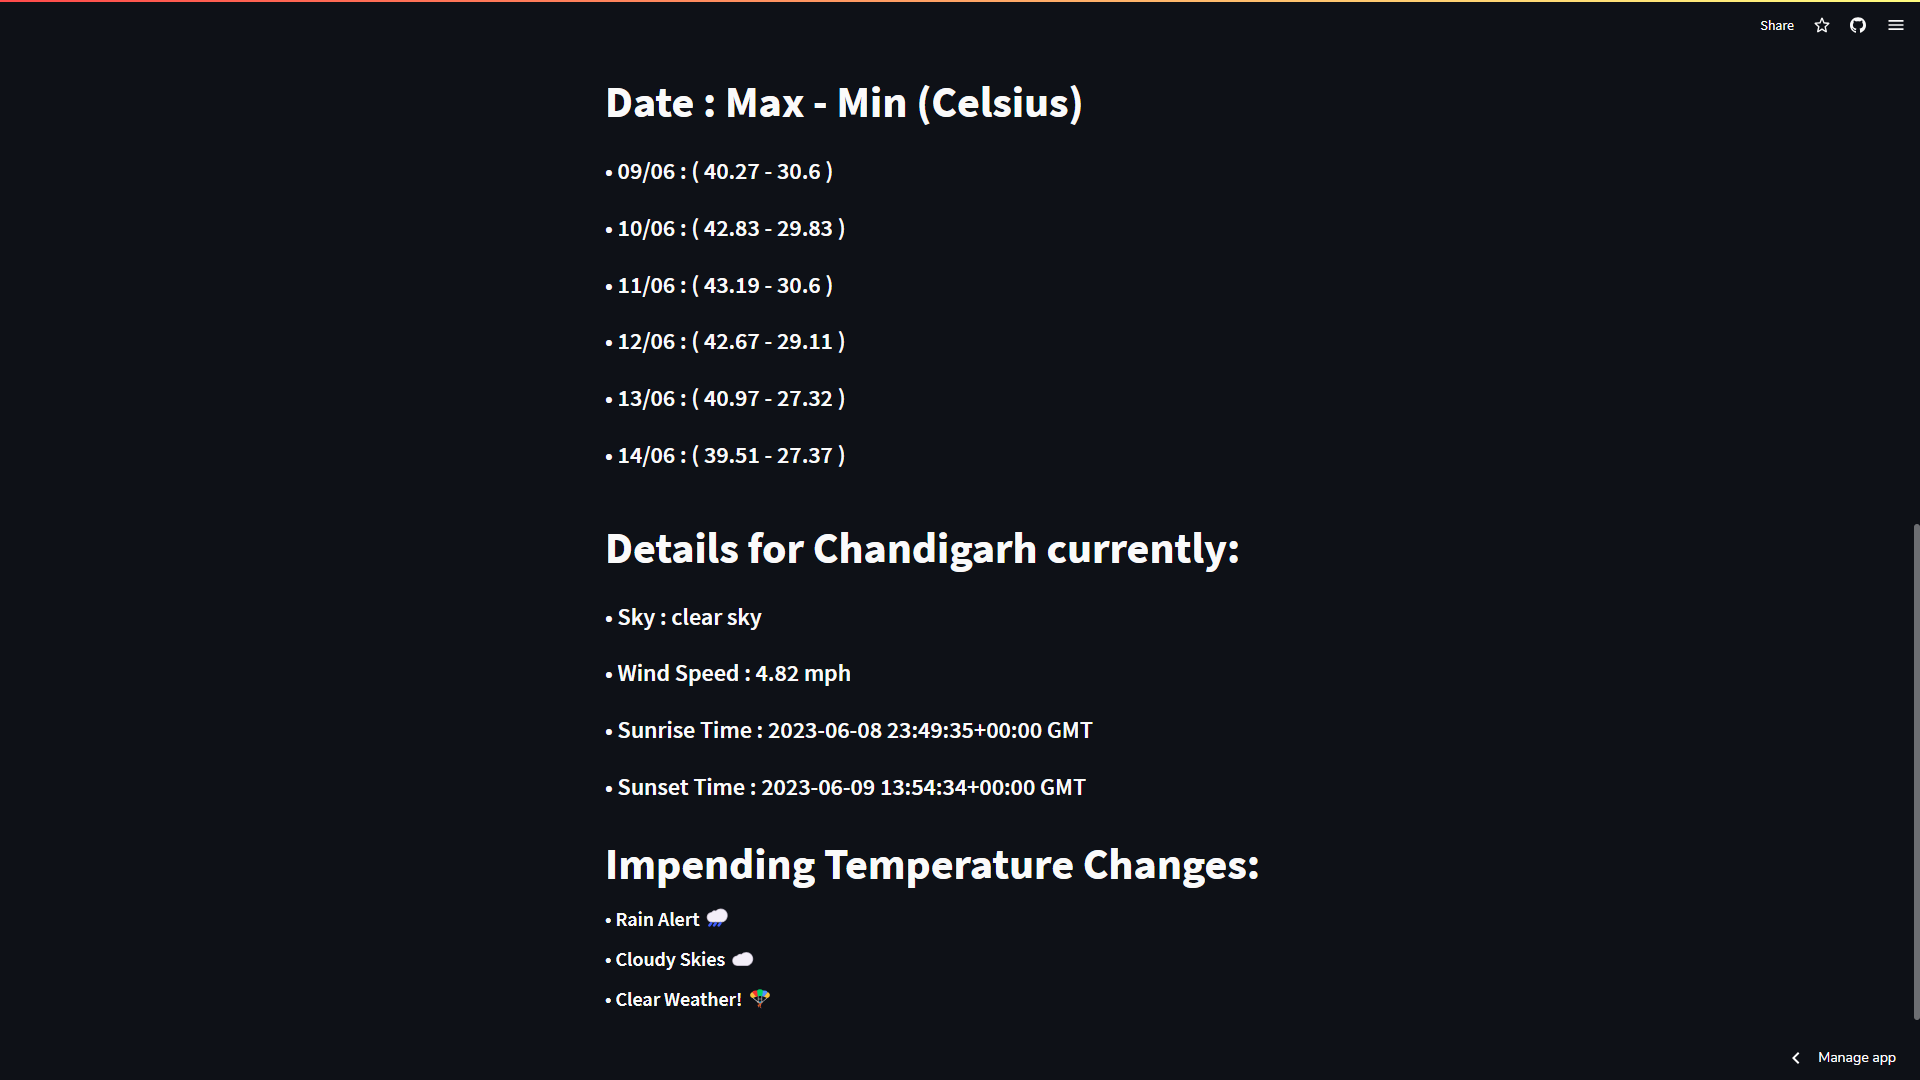 Share
Date : Max - Min (Celsius)
• 09/06 : ( 40.27 - 30.6 )
• 10/06 : ( 42.83 - 29.83 )
• 11/06 : ( 43.19 - 30.6 )
• 12/06 : ( 42.67 - 29.11 )
• 13/06 : ( 40.97 - 27.32 )
• 14/06 : ( 39.51 - 27.37 )
Details for Chandigarh currently:
• Sky : clear sky
• Wind Speed : 4.82 mph
• Sunrise Time : 2023-06-08 23:49:35+00:00 GMT
• Sunset Time : 2023-06-09 13:54:34+00:00 GMT
Impending Temperature Changes:
• Rain Alert 🌧️
• Cloudy Skies ☁️
• Clear Weather! 🪂
Manage app